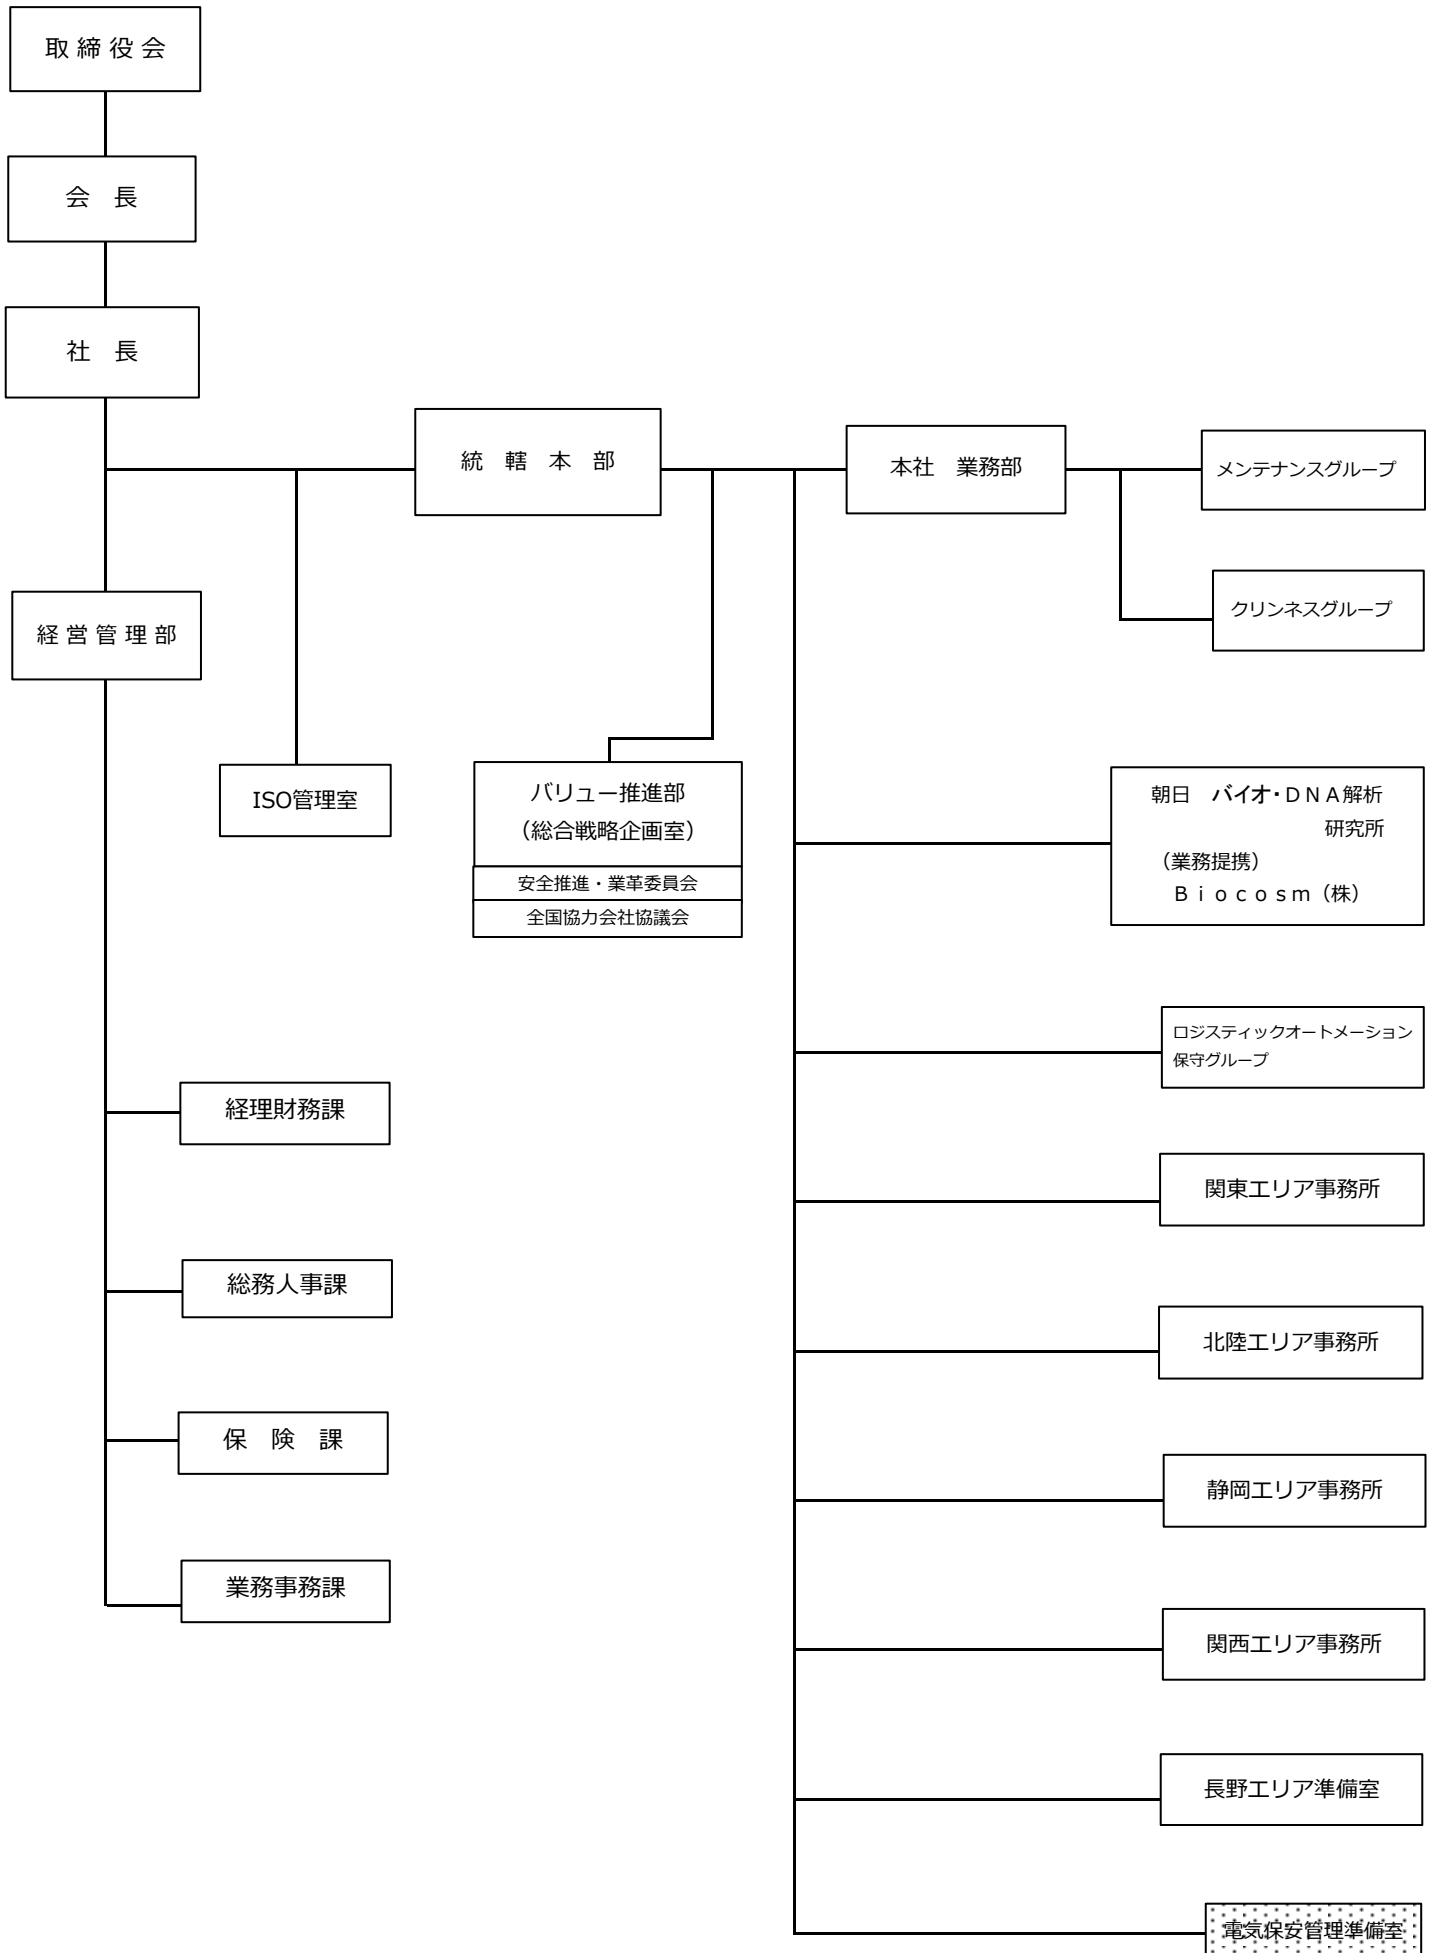 取締役会
会　長
社　長
統　轄　本　部
本社　業務部
メンテナンスグループ
クリンネスグループ
経営管理部
ISO管理室
バリュー推進部
（総合戦略企画室）
安全推進・業革委員会
全国協力会社協議会
朝日　バイオ・ＤＮＡ解析
研究所
（業務提携）
Ｂｉｏｃｏｓｍ（株）
ロジスティックオートメーション
保守グループ
経理財務課
関東エリア事務所
総務人事課
北陸エリア事務所
保　険　課
静岡エリア事務所
業務事務課
関西エリア事務所
長野エリア準備室
電気保安管理準備室